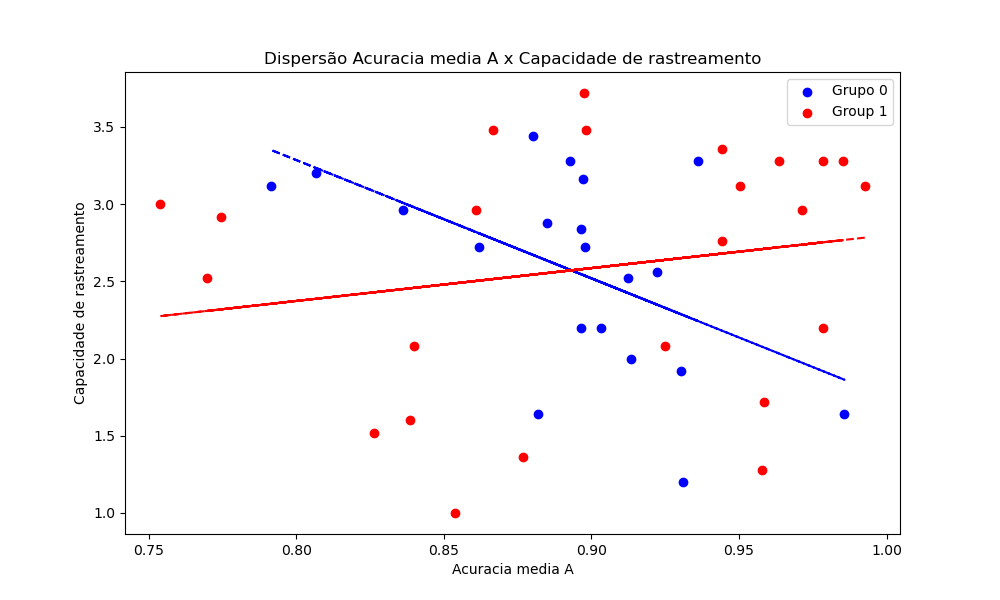 Dispersão Acuracia media A x Capacidade de rastreamento
Grupo 0
Group 1
3.5
3.0
2.5
2.0
1.5
1.0
Capacidade de rastreamento
0.75
0.80
0.85
0.90
0.95
1.00
Acuracia media A